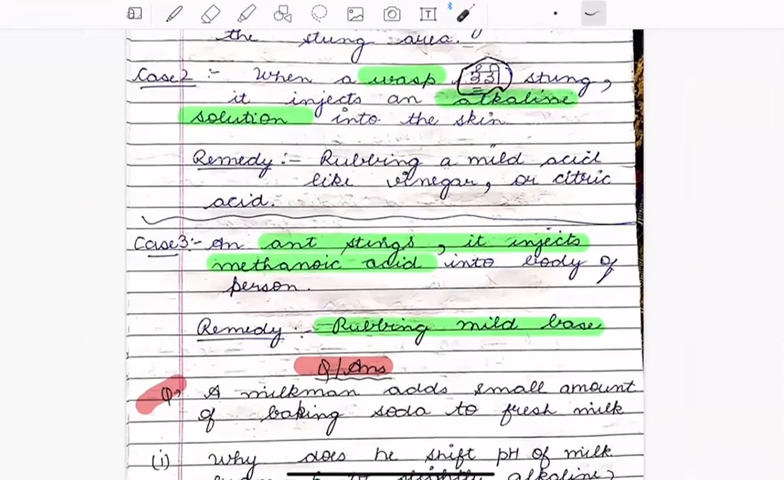 the stung area.
Case2 :- When a wasp stung,
it injects an alkaline
solution into the skin
Remedy :- Rubbing a mild acid
like vinegar, or citric
acid.
Case3:- An ant stings, it injects
methanoic acid into body of
person.
Remedy :- Rubbing mild base
Q/Ans
Q, A milkman adds small amount
of baking soda to fresh milk
(i) Why does he shift pH of milk
slightly alkaline?